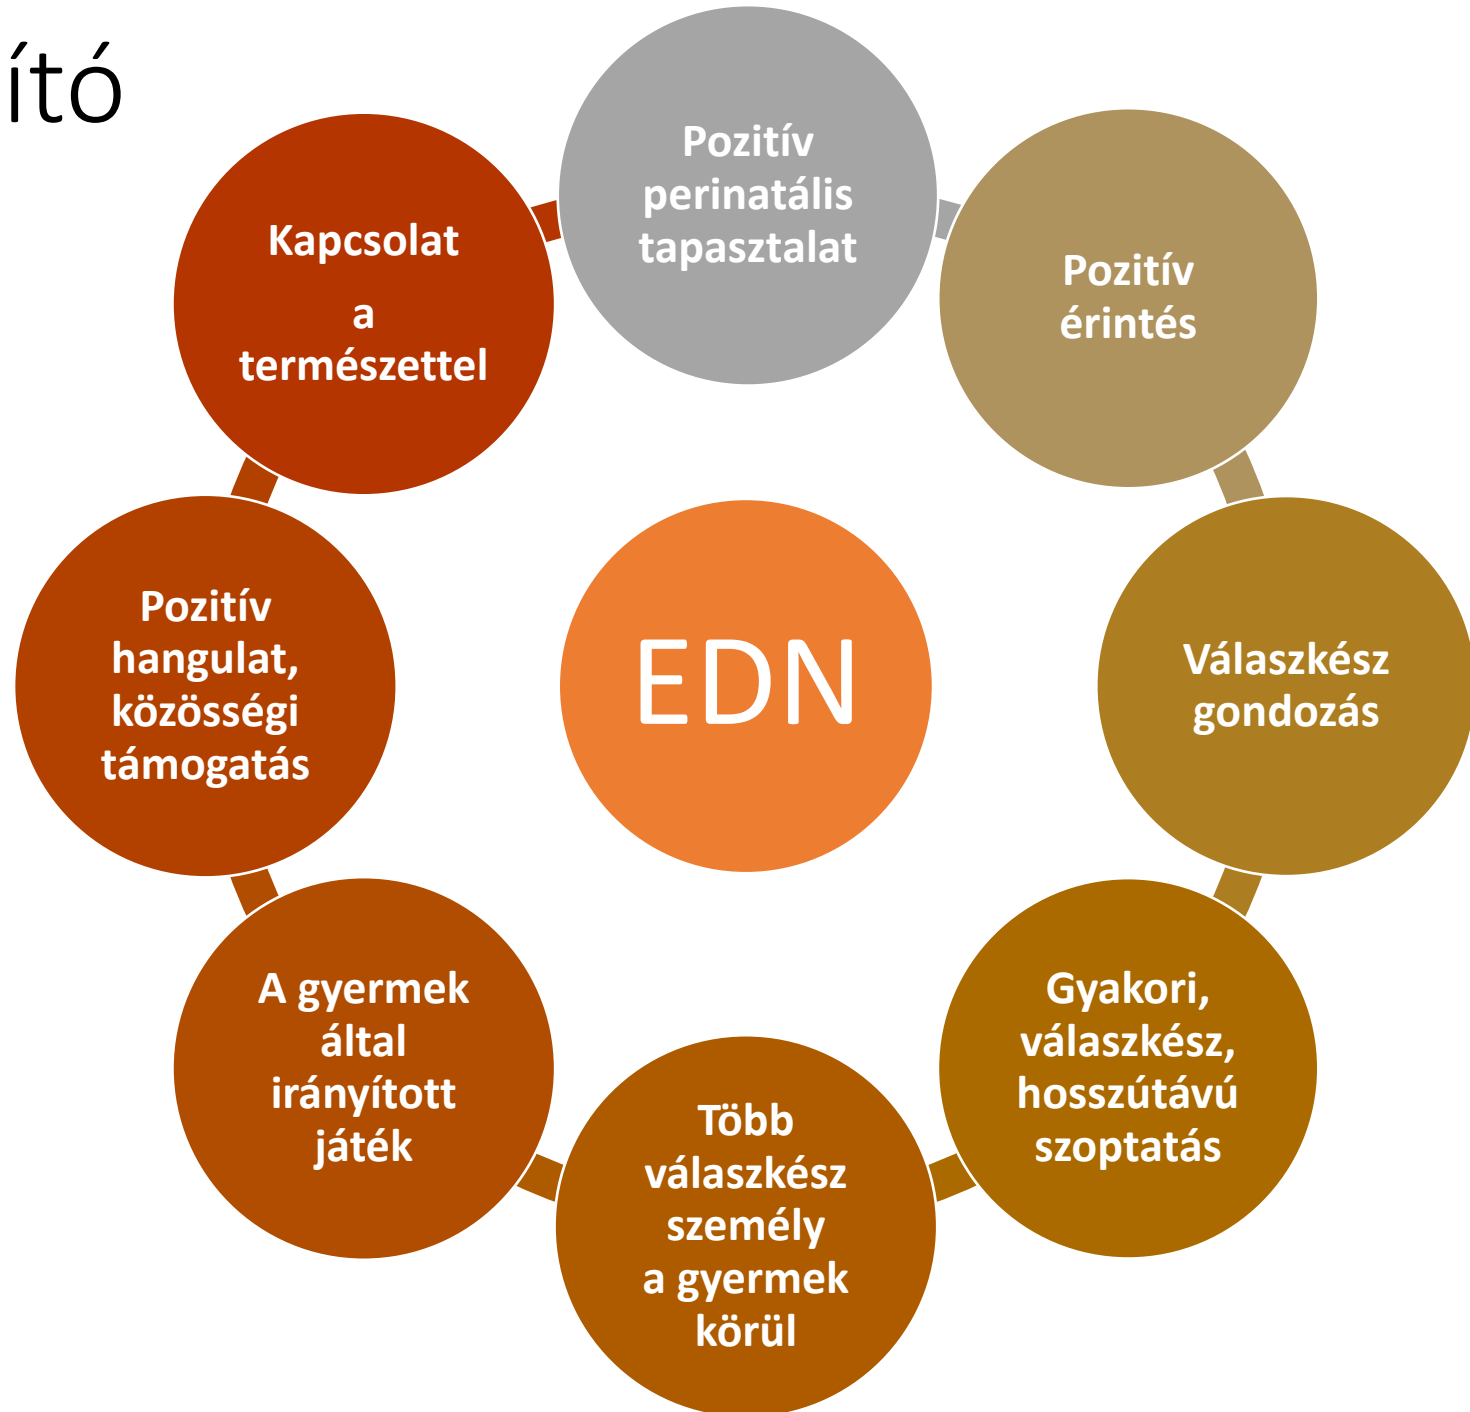 ító
Pozitív
perinatális
tapasztalat
Pozitív
érintés
Válaszkész
gondozás
Gyakori,
válaszkész,
hosszútávú
szoptatás
Több
válaszkész
személy
a gyermek
körül
A gyermek
által
irányított
játék
Pozitív
hangulat,
közösségi
támogatás
Kapcsolat
a
természettel
EDN